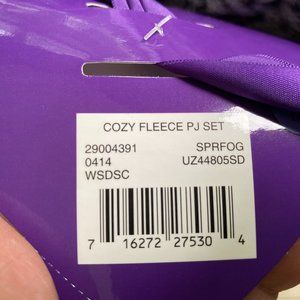 COZY FLEECE PJ SET
29004391 SPRFOG
0414 UZ44805SD
WSDSC
7 16272 27530 4